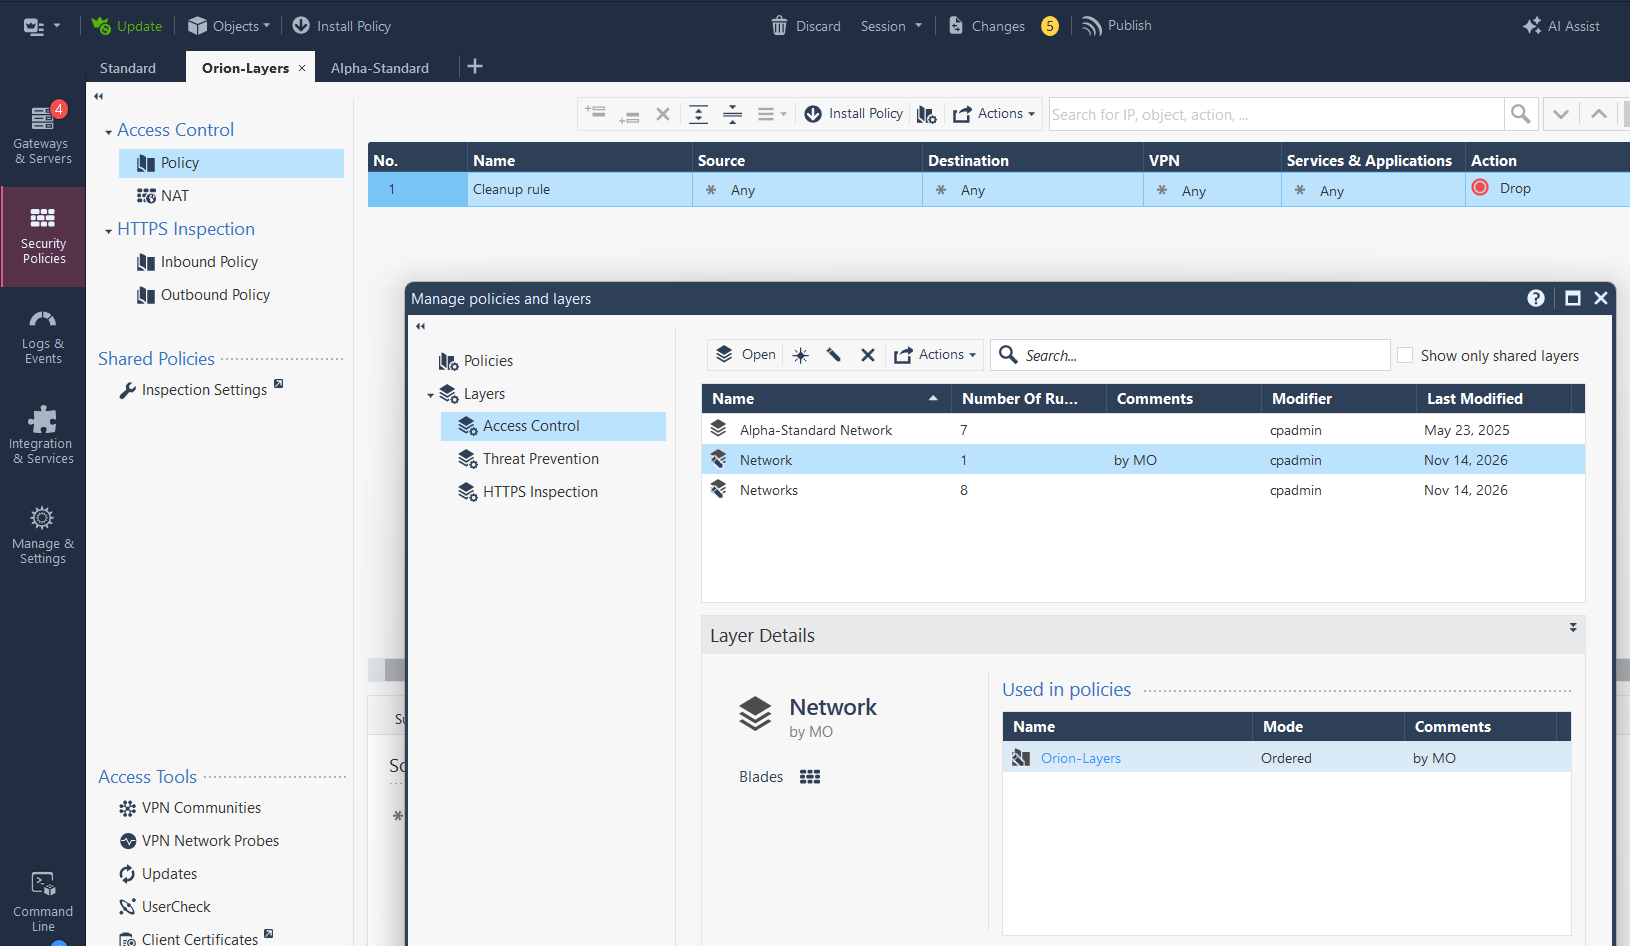 Update
Objects
Install Policy
Discard
Session
Changes
5
Publish
AI Assist
Standard
Orion-Layers
Alpha-Standard
4
Gateways
& Servers
Security
Policies
Logs &
Events
Integration
& Services
Manage &
Settings
Command
Line
Access Control
Policy
NAT
HTTPS Inspection
Inbound Policy
Outbound Policy
Shared Policies
Inspection Settings
Access Tools
VPN Communities
VPN Network Probes
Updates
UserCheck
Client Certificates
Install Policy
Actions
Search for IP, object, action, ...
No. Name Source Destination VPN Services & Applications Action
1 Cleanup rule * Any * Any * Any * Any Drop
Manage policies and layers
Policies
Layers
Access Control
Threat Prevention
HTTPS Inspection
Open
Actions
Search...
Show only shared layers
Name Number Of Ru... Comments Modifier Last Modified
Alpha-Standard Network 7 cpadmin May 23, 2025
Network 1 by MO cpadmin Nov 14, 2026
Networks 8 cpadmin Nov 14, 2026
Layer Details
Network
by MO
Blades
Used in policies
Name Mode Comments
Orion-Layers Ordered by MO